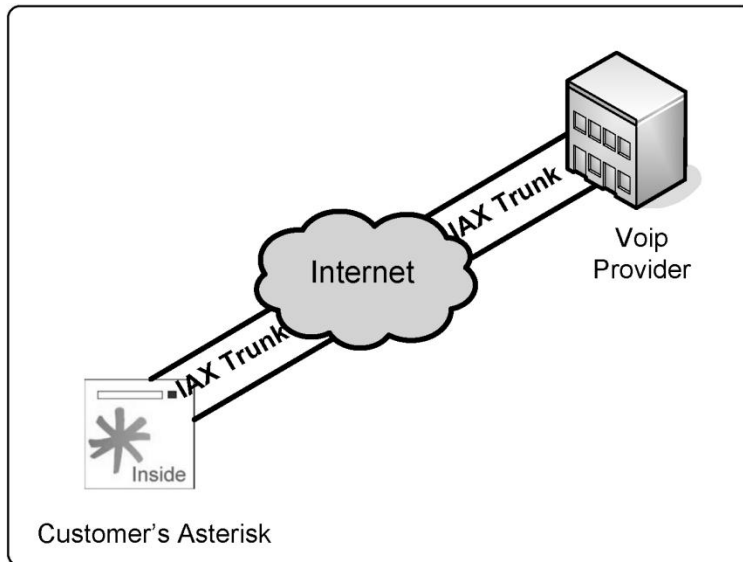 IAX Trunk
Voip
Provider
Internet
IAX Trunk
Inside
Customer's Asterisk